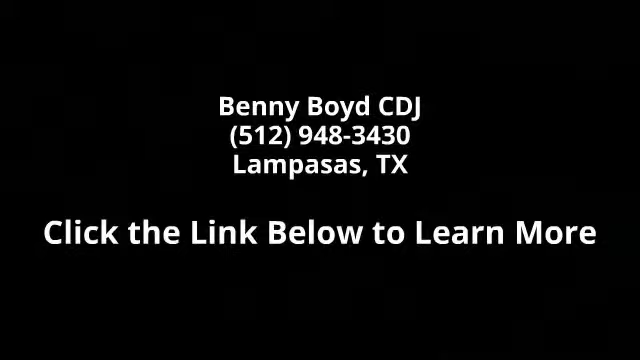 Benny Boyd CDJ
(512) 948-3430
Lampasas, TX
Click the Link Below to Learn More